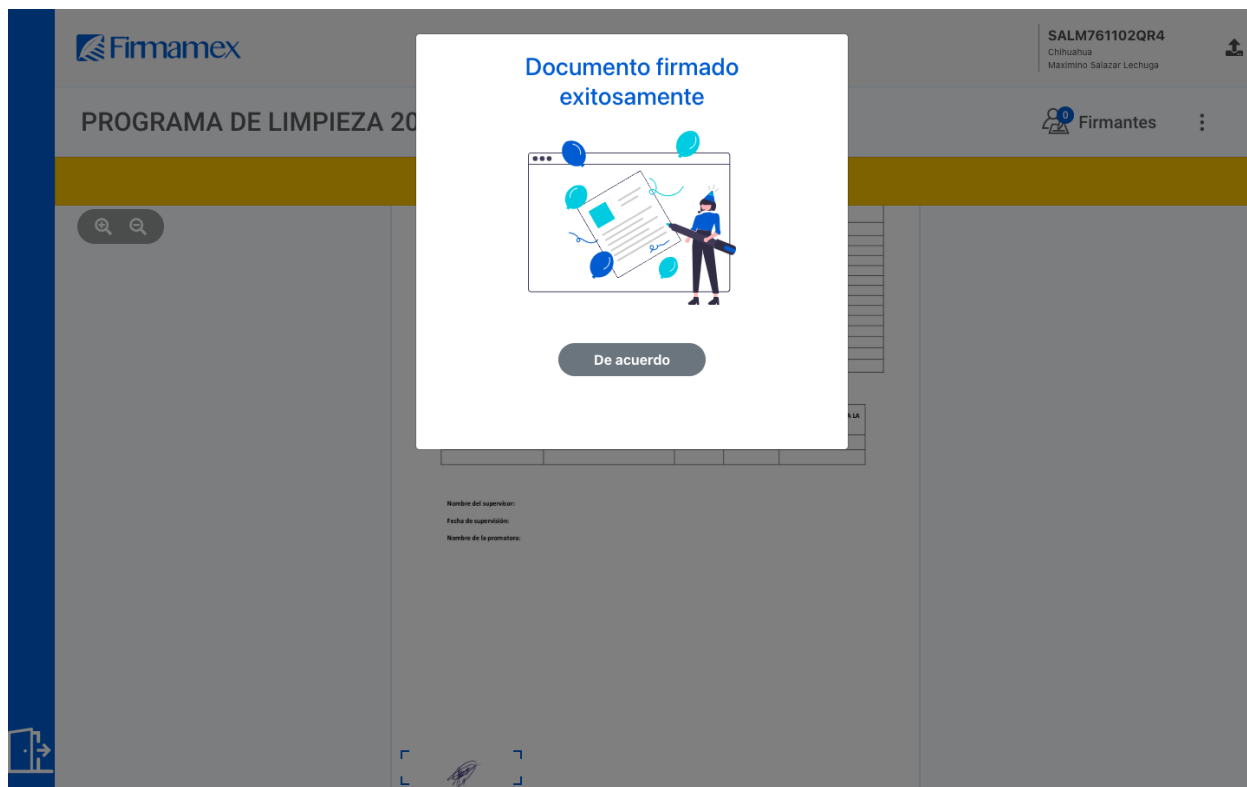 Firmamex
SALM761102QR4
Chihuahua
Maximino Salazar Lechuga
PROGRAMA DE LIMPIEZA 20
0
Firmantes
Documento firmado
exitosamente
De acuerdo
A LA
Nombre del supervisor:
Fecha de supervisión:
Nombre de la promotora: